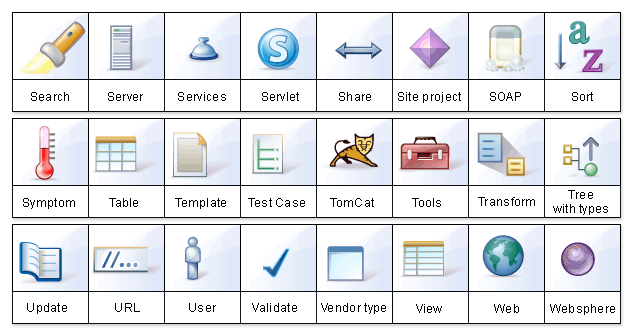 S
a
z
Search Server Services Servlet Share Site project SOAP Sort
Symptom Table Template Test Case TomCat Tools Transform Tree
with types
//...
Update URL User Validate Vendor type View Web Websphere